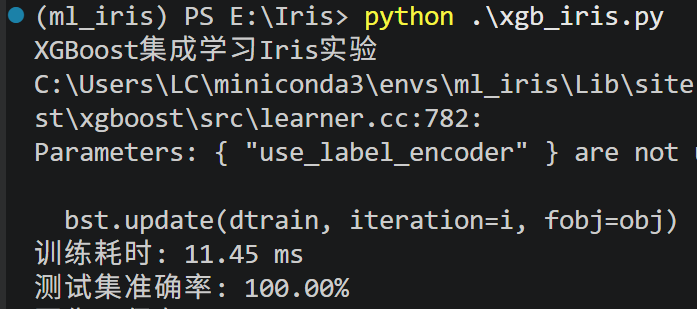 (ml_iris) PS E:\Iris> python .\xgb_iris.py
XGBoost集成学习Iris实验
C:\Users\LC\miniconda3\envs\ml_iris\Lib\site
st\xgboost\src\learner.cc:782:
Parameters: { "use_label_encoder" } are not
bst.update(dtrain, iteration=i, fobj=obj)
训练耗时: 11.45 ms
测试集准确率: 100.00%